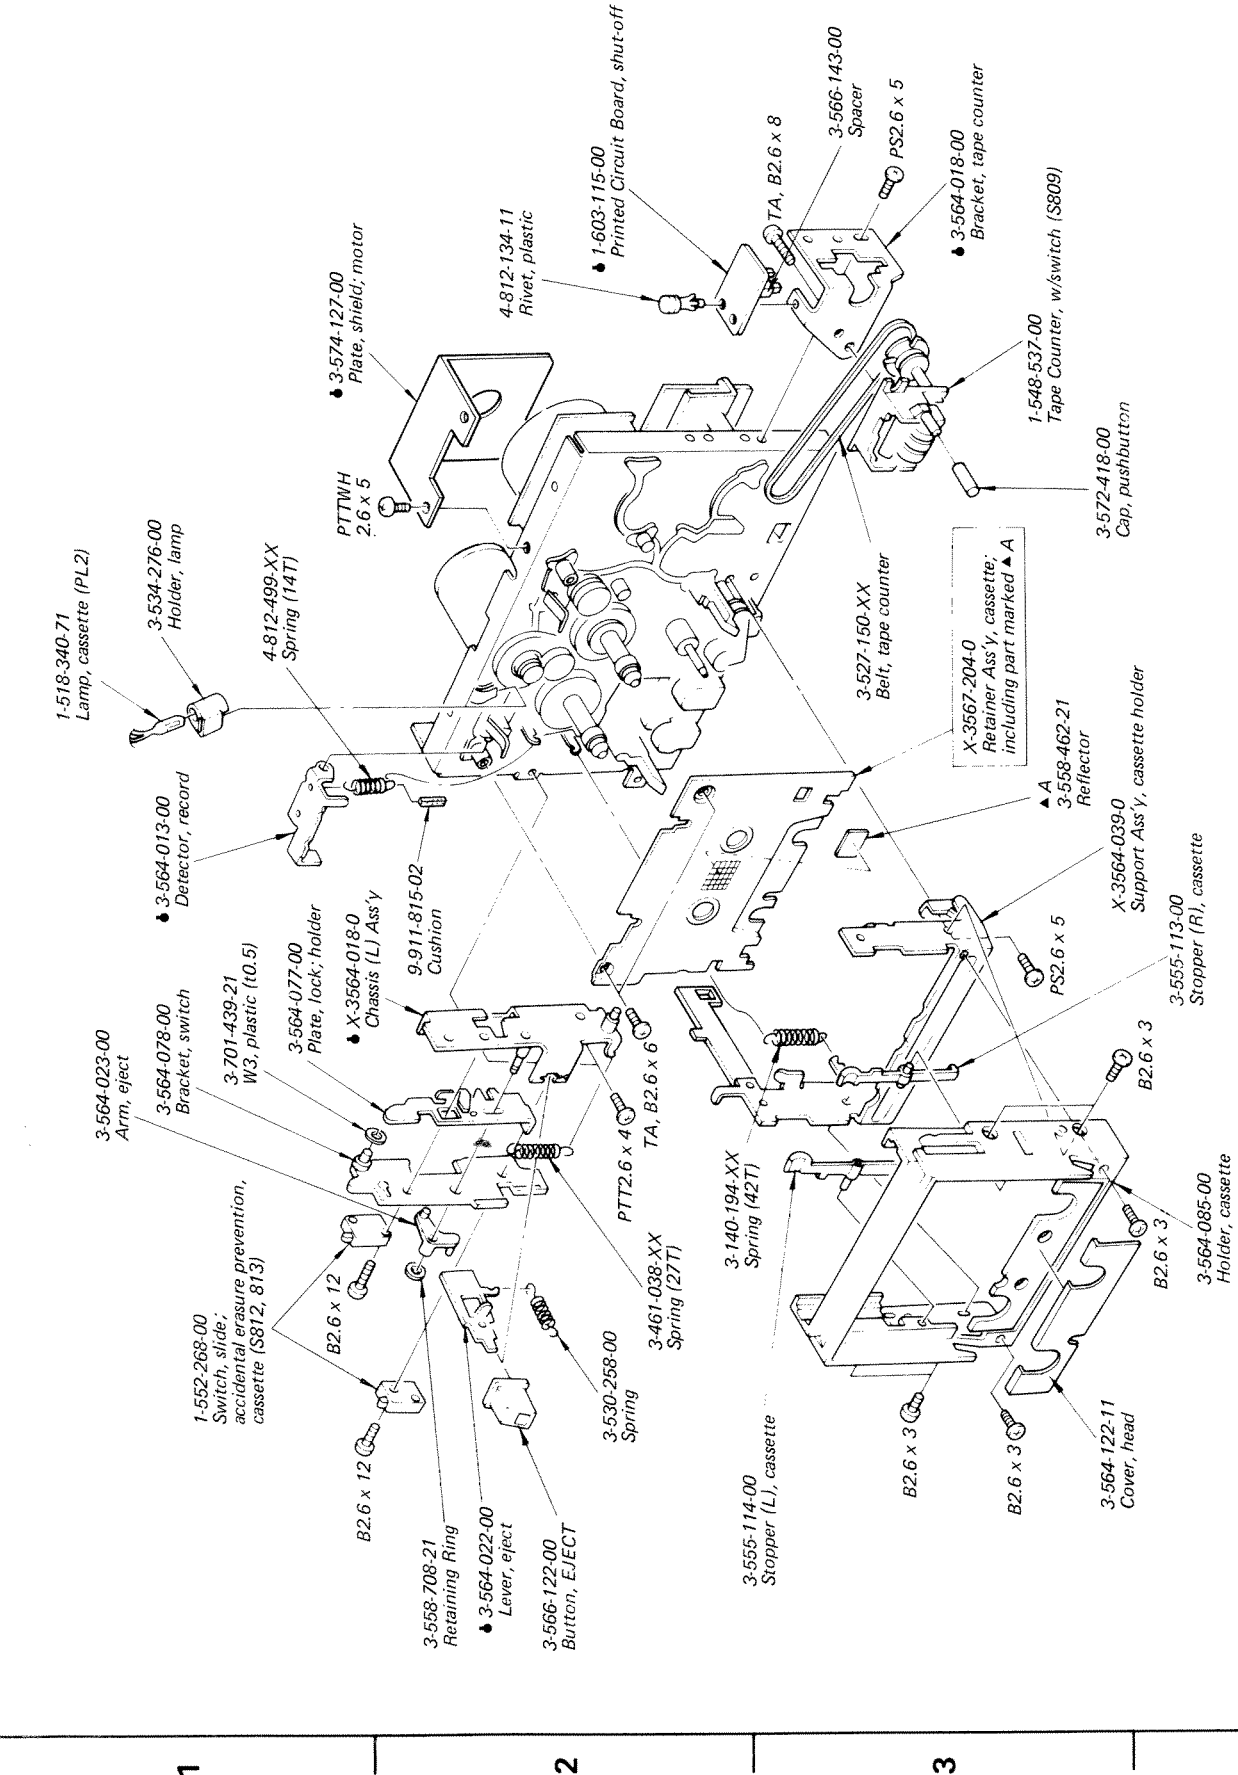 1-518-340-71
Lamp, cassette (PL2)
3-534-276-00
Holder, lamp
4-812-499-XX
Spring (14T)
3-564-013-00
Detector, record
9-911-815-02
Cushion
PTTWH
2.6 x 5
3-574-127-00
Plate, shield; motor
4-812-134-11
Rivet, plastic
1-603-115-00
Printed Circuit Board, shut-off
TA, B2.6 x 8
3-566-143-00
Spacer
PS2.6 x 5
3-564-018-00
Bracket, tape counter
1-548-537-00
Tape Counter, w/switch (S809)
3-572-418-00
Cap, pushbutton
3-527-150-XX
Belt, tape counter
X-3567-204-0
Retainer Ass'y, cassette;
including part marked ▲ A
▲ A
3-558-462-21
Reflector
X-3564-039-0
Support Ass'y, cassette holder
3-555-113-00
Stopper (R), cassette
PS2.6 x 5
B2.6 x 3
3-564-023-00
Arm, eject
3-564-078-00
Bracket, switch
3-701-439-21
W3, plastic (t0.5)
3-564-077-00
Plate, lock; holder
X-3564-018-0
Chassis (L) Ass'y
1-552-268-00
Switch, slide;
accidental erasure prevention,
cassette (S812, 813)
B2.6 x 12
B2.6 x 12
3-558-708-21
Retaining Ring
3-564-022-00
Lever, eject
3-566-122-00
Button, EJECT
3-530-258-00
Spring
3-461-038-XX
Spring (27T)
PTT2.6 x 4
TA, B2.6 x 6
3-140-194-XX
Spring (42T)
3-555-114-00
Stopper (L), cassette
B2.6 x 3
B2.6 x 3
3-564-122-11
Cover, head
B2.6 x 3
3-564-085-00
Holder, cassette
1
2
3